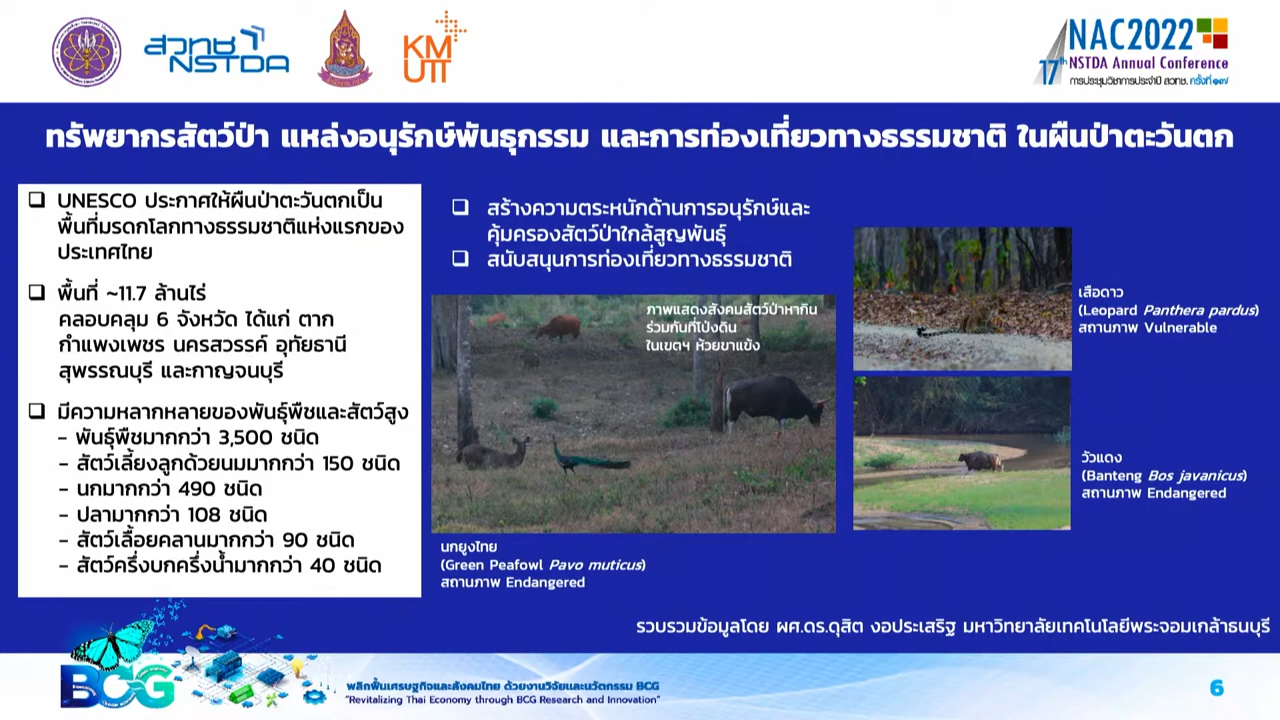 สวทช
NSTDA
KM
UTT
NAC2022
17th NSTDA Annual Conference
การประชุมวิชาการประจำปี สวทช. ครั้งที่ ๑๗
ทรัพยากรสัตว์ป่า แหล่งอนุรักษ์พันธุกรรม และการท่องเที่ยวทางธรรมชาติ ในผืนป่าตะวันตก
❑ UNESCO ประกาศให้ผืนป่าตะวันตกเป็น
พื้นที่มรดกโลกทางธรรมชาติแห่งแรกของ
ประเทศไทย
❑ พื้นที่ ~11.7 ล้านไร่
คลอบคลุม 6 จังหวัด ได้แก่ ตาก
กำแพงเพชร นครสวรรค์ อุทัยธานี
สุพรรณบุรี และกาญจนบุรี
❑ มีความหลากหลายของพันธุ์พืชและสัตว์สูง
- พันธุ์พืชมากกว่า 3,500 ชนิด
- สัตว์เลี้ยงลูกด้วยนมมากกว่า 150 ชนิด
- นกมากกว่า 490 ชนิด
- ปลามากกว่า 108 ชนิด
- สัตว์เลื้อยคลานมากกว่า 90 ชนิด
- สัตว์ครึ่งบกครึ่งน้ำมากกว่า 40 ชนิด
❑ สร้างความตระหนักด้านการอนุรักษ์และ
คุ้มครองสัตว์ป่าใกล้สูญพันธุ์
❑ สนับสนุนการท่องเที่ยวทางธรรมชาติ
ภาพแสดงสังคมสัตว์ป่าหากิน
ร่วมกันที่โป่งดิน
ในเขตฯ ห้วยขาแข้ง
นกยูงไทย
(Green Peafowl Pavo muticus)
สถานภาพ Endangered
เสือดาว
(Leopard Panthera pardus)
สถานภาพ Vulnerable
วัวแดง
(Banteng Bos javanicus)
สถานภาพ Endangered
รวบรวมข้อมูลโดย ผศ.ดร.ดุสิต งอประเสริฐ มหาวิทยาลัยเทคโนโลยีพระจอมเกล้าธนบุรี
BCG
พลิกฟื้นเศรษฐกิจและสังคมไทย ด้วยงานวิจัยและนวัตกรรม BCG
"Revitalizing Thai Economy through BCG Research and Innovation"
6